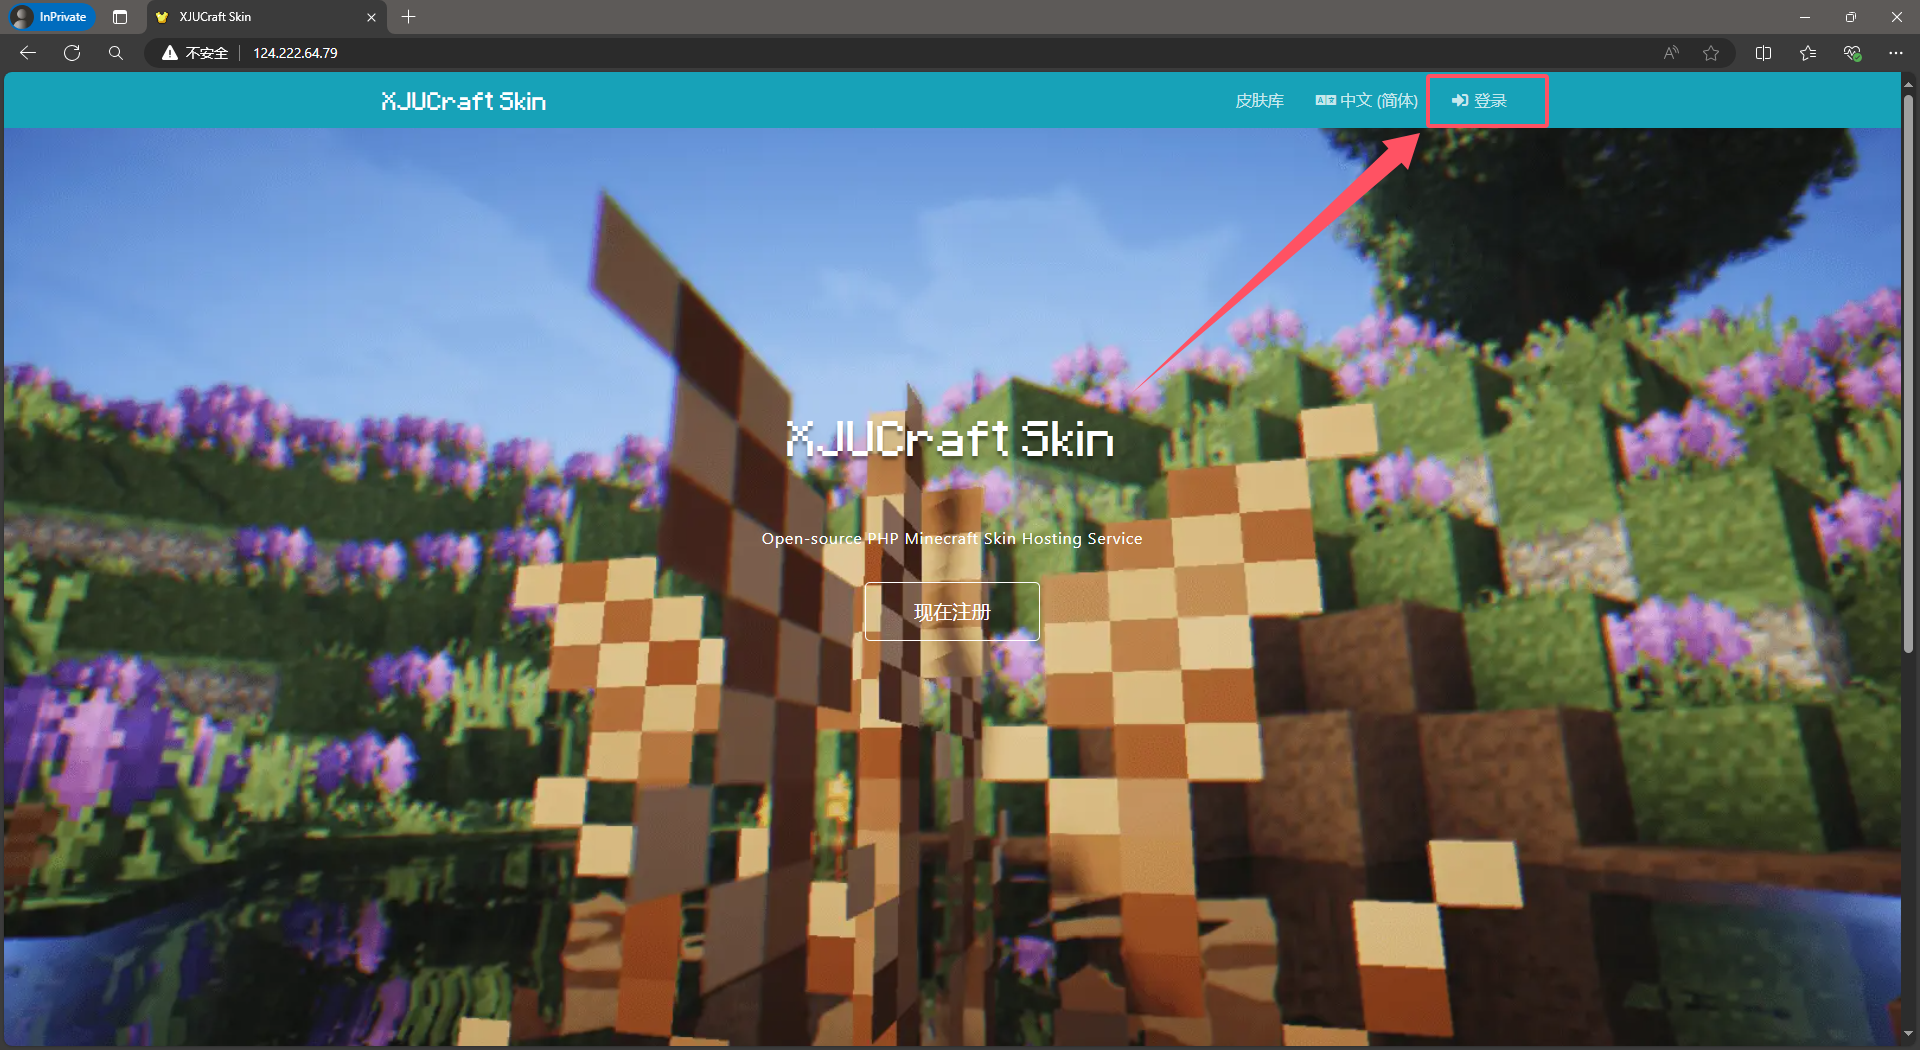 InPrivate
XJUCraft Skin
不安全
124.222.64.79
XJUCraft Skin
皮肤库
中文 (简体)
登录
XJUCraft Skin
Open-source PHP Minecraft Skin Hosting Service
现在注册